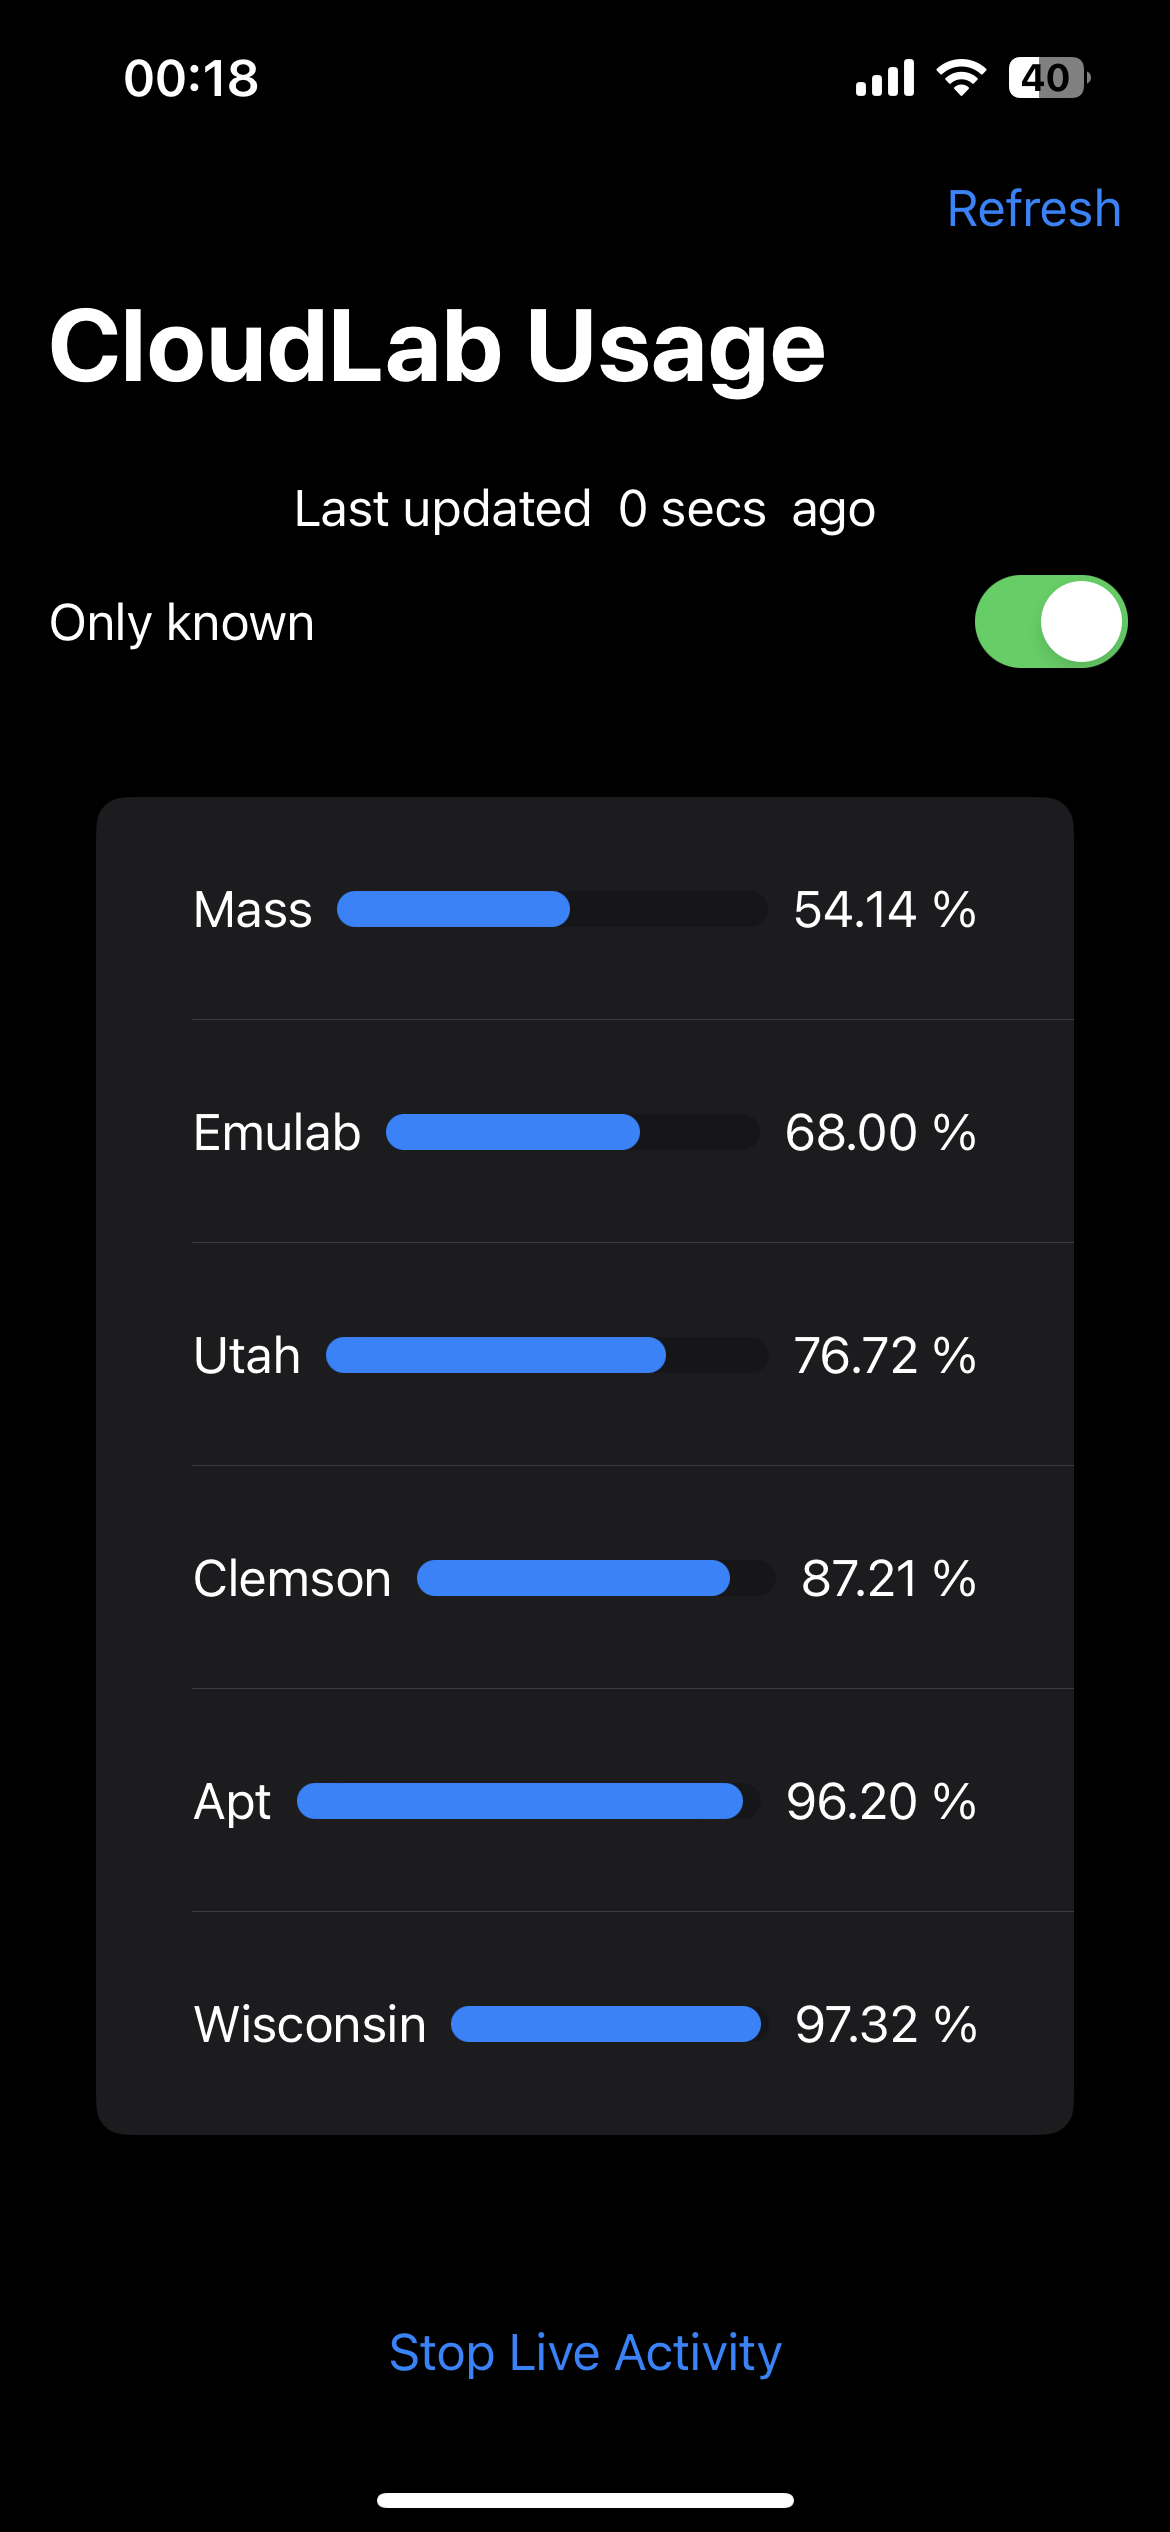 00:18 40
Refresh
CloudLab Usage
Last updated 0 secs ago
Only known
Mass 54.14 %
Emulab 68.00 %
Utah 76.72 %
Clemson 87.21 %
Apt 96.20 %
Wisconsin 97.32 %
Stop Live Activity